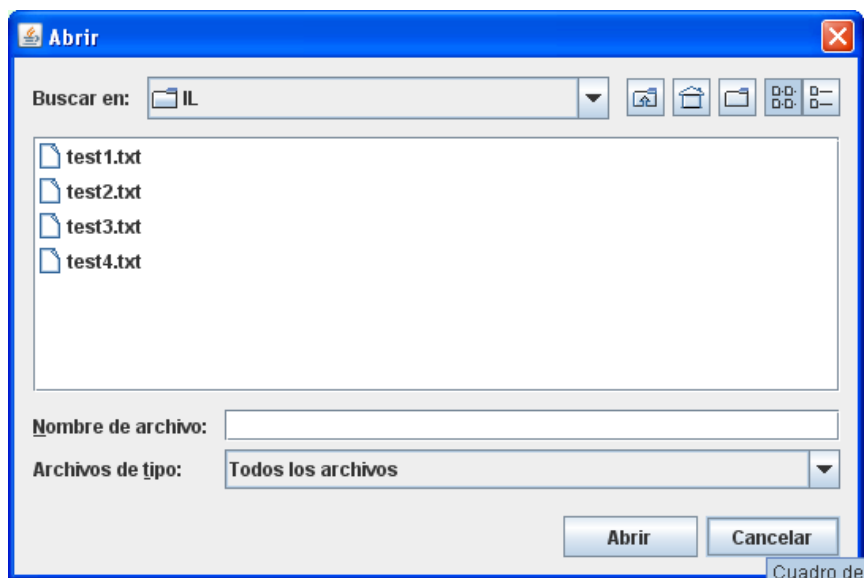 Abrir
Buscar en: IL
test1.txt
test2.txt
test3.txt
test4.txt
Nombre de archivo:
Archivos de tipo: Todos los archivos
Abrir Cancelar
Cuadro de